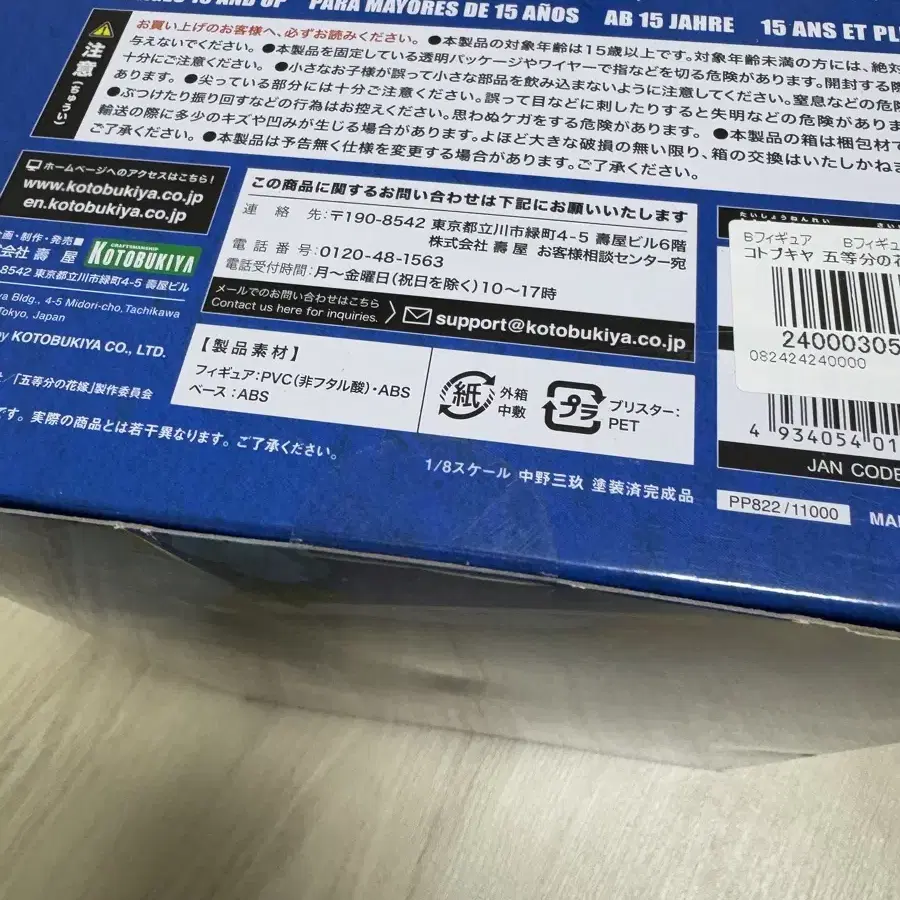 AGES 15 AND UP PARA MAYORES DE 15 AÑOS AB 15 JAHRE 15 ANS ET PL
注意
(ちゅうい)
お買い上げのお客様へ、必ずお読みください。 ●本製品の対象年齢は15歳以上です。対象年齢未満の方には、絶対
与えないでください。 ●本製品を固定している透明パッケージやワイヤーで指などを切る危険があります。開封する際
十分にご注意ください。 ●小さなお子様が誤って小さな部品を飲み込まないように注意してください。窒息などの危険
●尖っている部分には十分ご注意ください。誤って目などに刺したりすると失明などの危険
●ぶつけたり振り回すなどの行為はお控えください。思わぬケガをする危険があります。 ●本製品の箱は梱包材で
輸送の際に多少のキズや凹みが生じる場合があります。よほど大きな破損の無い限り、箱の交換はいたしかねま
ご了承ください。 ●本製品は予告無く仕様を変更する場合があります。ご了承ください。
ホームページへのアクセスはこちら!
www.kotobukiya.co.jp
en.kotobukiya.co.jp
画・制作・発売■
会社 壽 屋
CRAFTSMANSHIP
KOTOBUKIYA
-8542 東京都立川市緑町4-5 壽屋ビル
ya Bldg., 4-5 Midori-cho, Tachikawa
Tokyo, Japan
by KOTOBUKIYA CO., LTD.
/「五等分の花嫁」製作委員会
です。 実際の商品とは若干異なります。 ご了承ください。
この商品に関するお問い合わせは下記にお願いいたします
連絡先:〒190-8542 東京都立川市緑町4-5 壽屋ビル6階
株式会社 壽屋 お客様相談センター宛
電話番号:0120-48-1563
電話受付時間:月〜金曜日(祝日を除く)10〜17時
メールでのお問い合わせはこちら
Contact us here for inquiries.
support@kotobukiya.co.jp
【製品素材】
フィギュア:PVC(非フタル酸)・ABS
ベース:ABS
紙
外箱
中敷
プラ
ブリスター:
PET
1/8スケール 中野三玖 塗装済完成品
たいしょうねんれい
Bフィギュア Bフィギュ
コトブキヤ 五等分の花
24000305
082424240000
4 934054 01
JAN CODE
PP822/11000